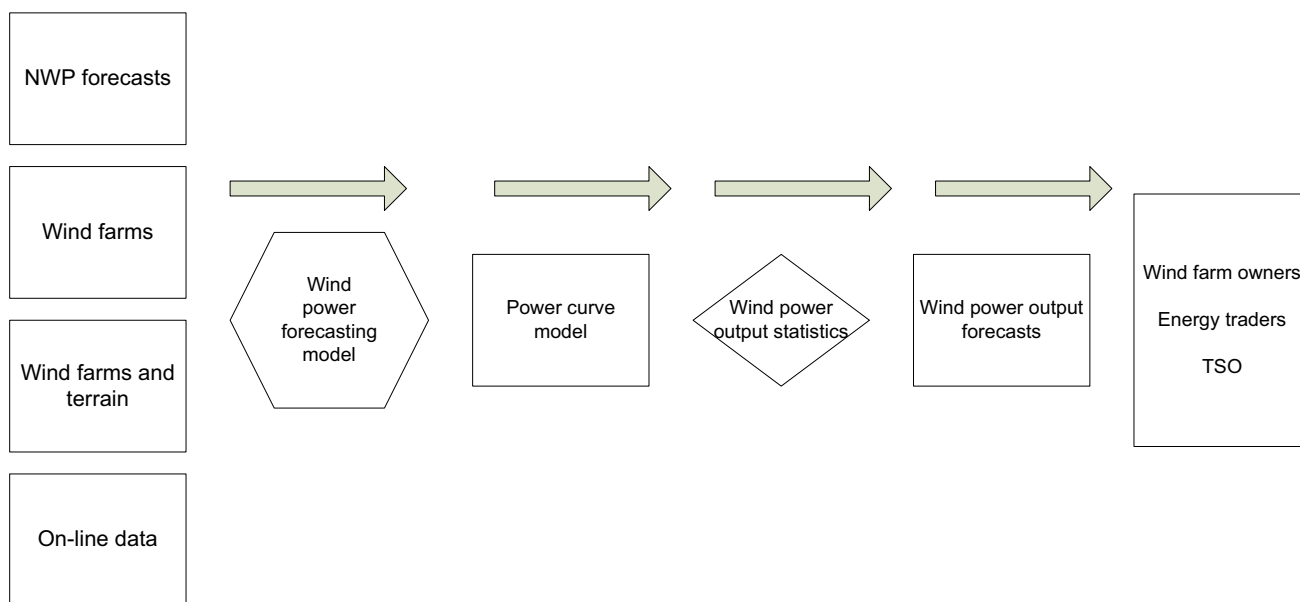 NWP forecasts
Wind farms
Wind farms and
terrain
On-line data
Wind
power
forecasting
model
Power curve
model
Wind power
output statistics
Wind power output
forecasts
Wind farm owners
Energy traders
TSO